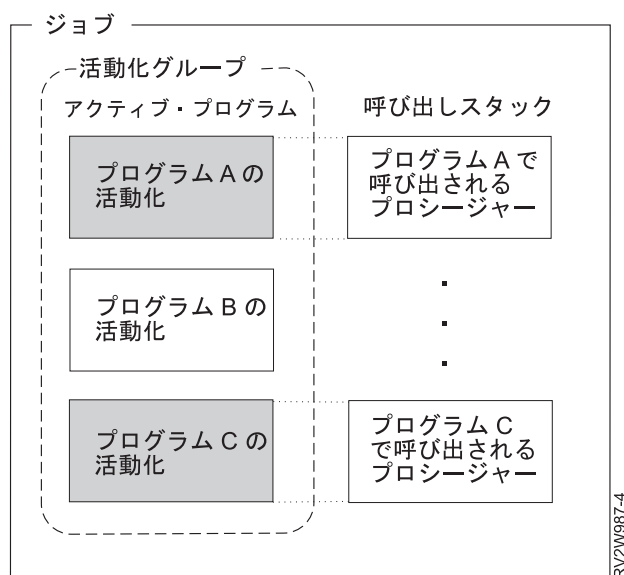 ジョブ
活動化グループ
アクティブ・プログラム
呼び出しスタック
プログラム A の
活動化
プログラム A で
呼び出される
プロシージャー
プログラム B の
活動化
プログラム C の
活動化
プログラム C
で呼び出される
プロシージャー
RV2W987-4